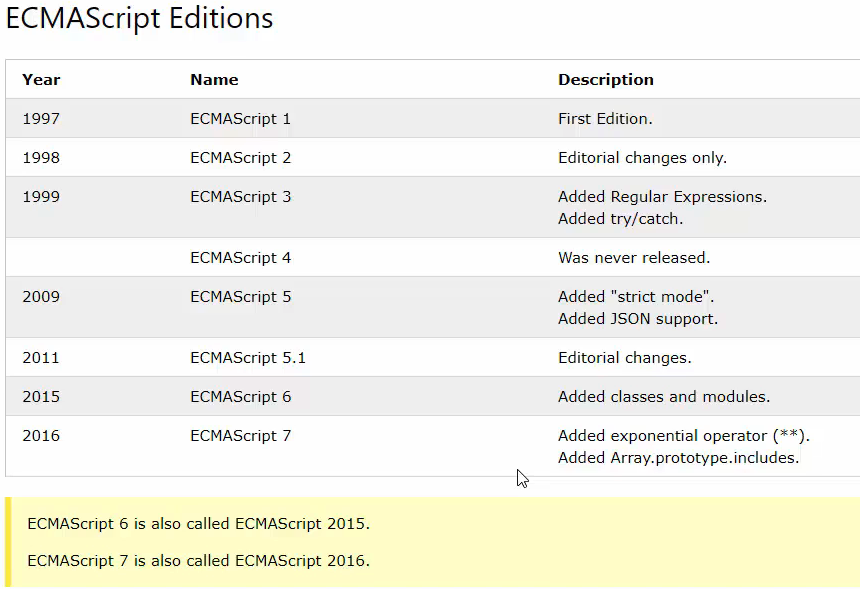 ECMAScript Editions
Year Name Description
1997 ECMAScript 1 First Edition.
1998 ECMAScript 2 Editorial changes only.
1999 ECMAScript 3 Added Regular Expressions.
Added try/catch.
ECMAScript 4 Was never released.
2009 ECMAScript 5 Added "strict mode".
Added JSON support.
2011 ECMAScript 5.1 Editorial changes.
2015 ECMAScript 6 Added classes and modules.
2016 ECMAScript 7 Added exponential operator (**).
Added Array.prototype.includes.
ECMAScript 6 is also called ECMAScript 2015.
ECMAScript 7 is also called ECMAScript 2016.